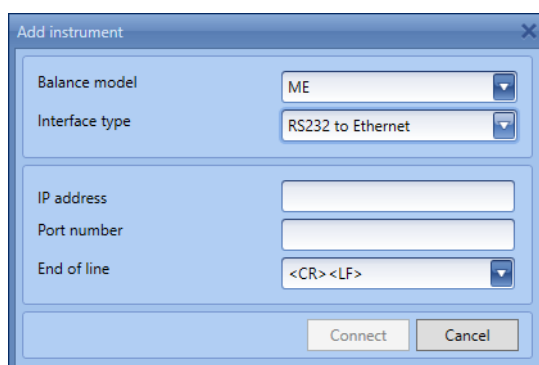 Add instrument
Balance model ME
Interface type RS232 to Ethernet
IP address
Port number
End of line <CR><LF>
Connect Cancel